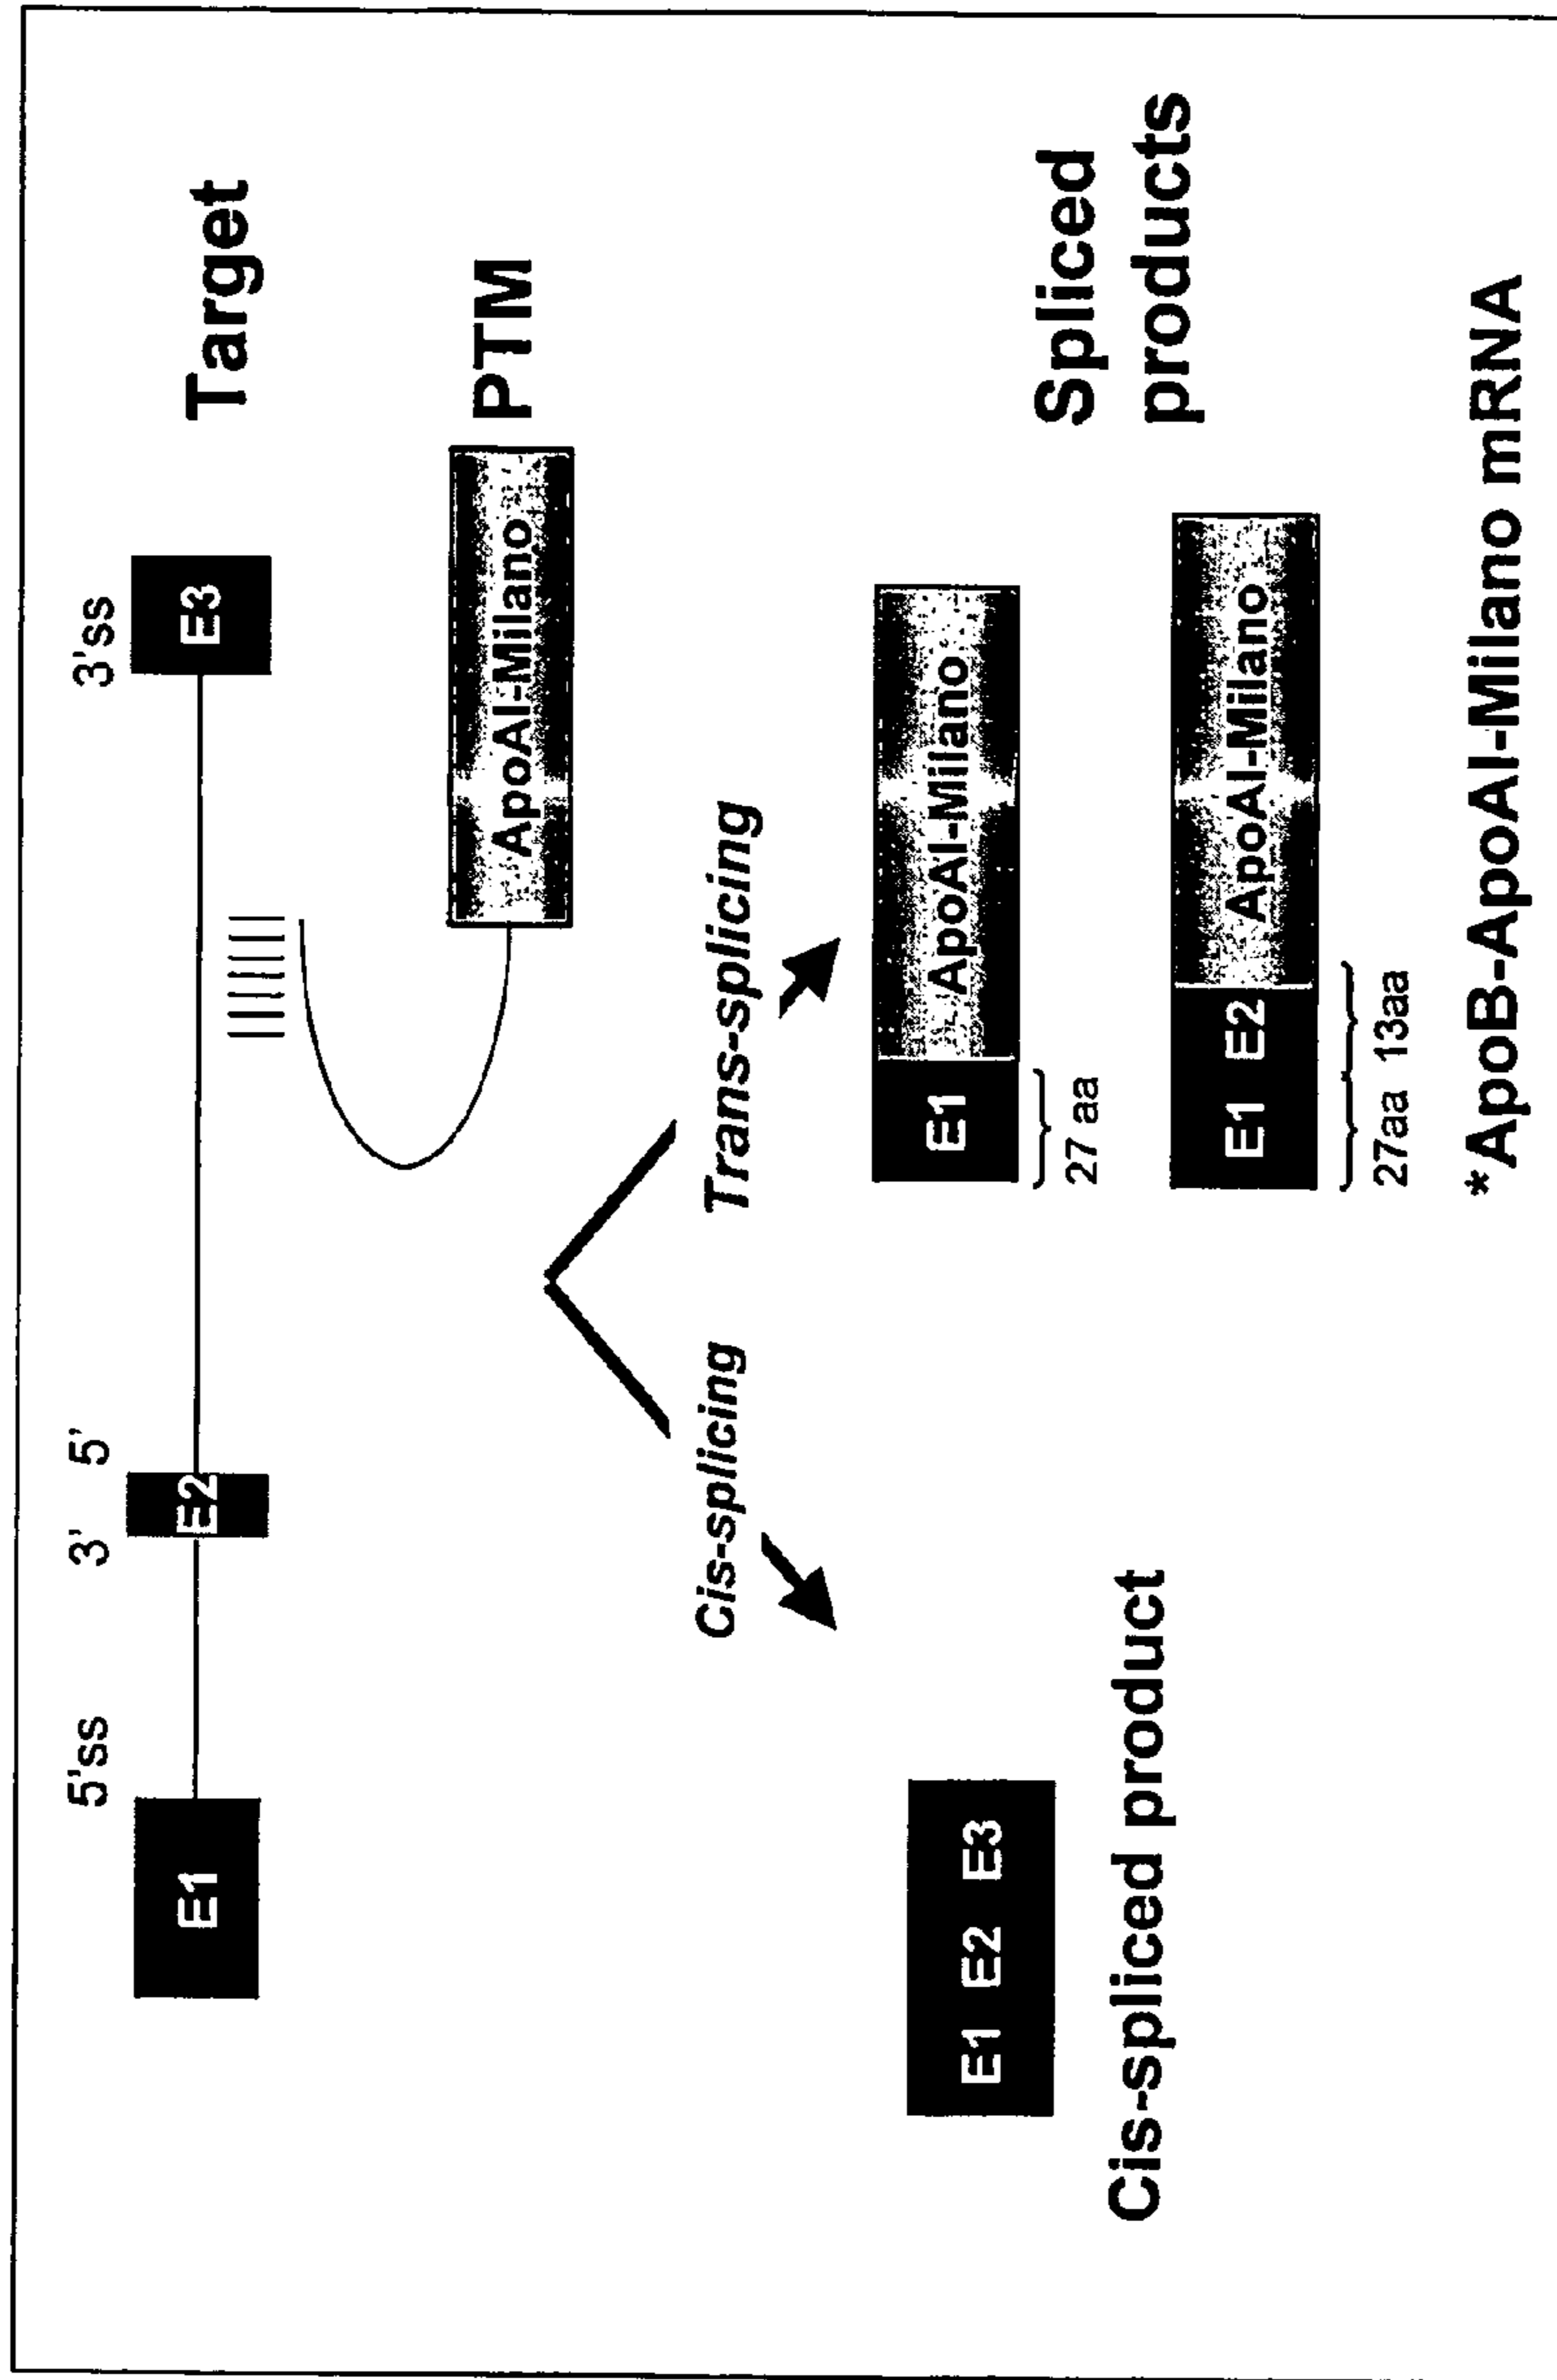 5'ss 3' 5' 3'ss
E1 E2 E3 Target
ApoAI-Milano PTM
Cis-splicing Trans-splicing
E1 E2 E3
Cis-spliced product
E1 ApoAI-Milano
27 aa
Spliced
products
E1 E2 ApoAI-Milano
27aa 13aa
*ApoB-ApoAI-Milano mRNA